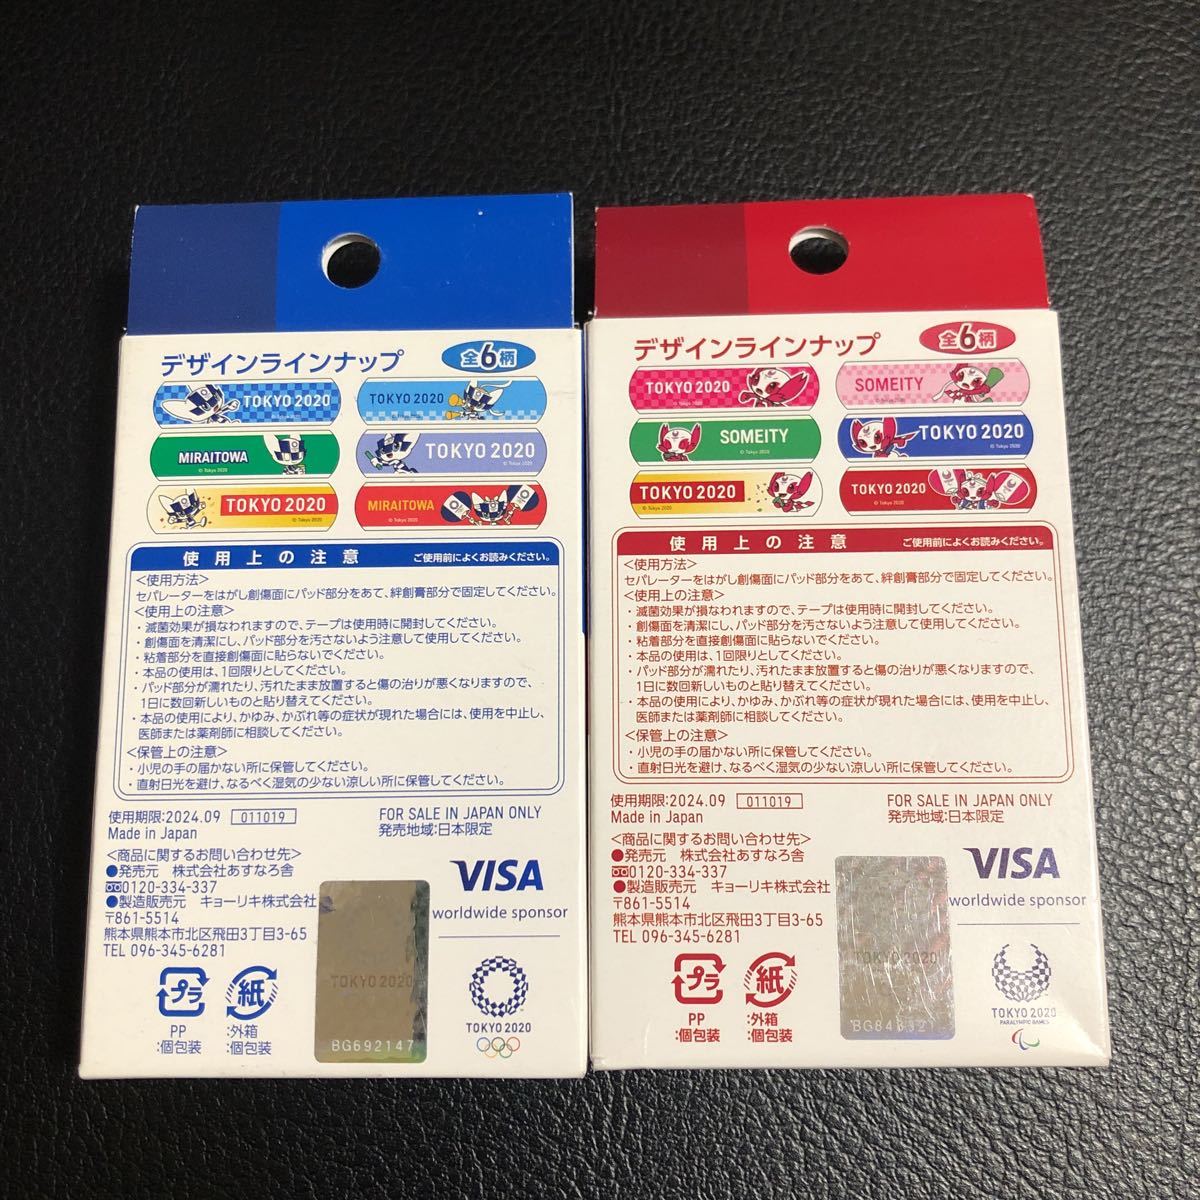 デザインラインナップ 全6柄
TOKYO 2020
TOKYO 2020
MIRAITOWA
© Tokyo 2020
TOKYO 2020
© Tokyo 2020
TOKYO 2020
© Tokyo 2020
MIRAITOWA
© Tokyo 2020
使用上の注意 ご使用前によくお読みください。
<使用方法>
セパレーターをはがし創傷面にパッド部分をあて、絆創膏部分で固定してください。
<使用上の注意>
・滅菌効果が損なわれますので、テープは使用時に開封してください。
・創傷面を清潔にし、パッド部分を汚さないよう注意して使用してください。
・粘着部分を直接創傷面に貼らないでください。
・本品の使用は、1回限りとしてください。
・パッド部分が濡れたり、汚れたまま放置すると傷の治りが悪くなりますので、
1日に数回新しいものと貼り替えてください。
・本品の使用により、かゆみ、かぶれ等の症状が現れた場合には、使用を中止し、
医師または薬剤師に相談してください。
<保管上の注意>
・小児の手の届かない所に保管してください。
・直射日光を避け、なるべく湿気の少ない涼しい所に保管してください。
使用期限:2024.09 011019
Made in Japan
FOR SALE IN JAPAN ONLY
発売地域:日本限定
<商品に関するお問い合わせ先>
●発売元 株式会社あすなろ舎
0120-334-337
●製造販売元 キョーリキ株式会社
〒861-5514
熊本県熊本市北区飛田3丁目3-65
TEL 096-345-6281
VISA
worldwide sponsor
プラ
PP
:個包装
紙
:外箱
:個包装
TOKYO 2020
BG692147
TOKYO 2020
デザインラインナップ 全6柄
TOKYO 2020
© Tokyo 2020
SOMEITY
SOMEITY
© Tokyo 2020
TOKYO 2020
© Tokyo 2020
TOKYO 2020
© Tokyo 2020
TOKYO 2020
© Tokyo 2020
使用上の注意 ご使用前によくお読みください。
<使用方法>
セパレーターをはがし創傷面にパッド部分をあて、絆創膏部分で固定してください。
<使用上の注意>
・滅菌効果が損なわれますので、テープは使用時に開封してください。
・創傷面を清潔にし、パッド部分を汚さないよう注意して使用してください。
・粘着部分を直接創傷面に貼らないでください。
・本品の使用は、1回限りとしてください。
・パッド部分が濡れたり、汚れたまま放置すると傷の治りが悪くなりますので、
1日に数回新しいものと貼り替えてください。
・本品の使用により、かゆみ、かぶれ等の症状が現れた場合には、使用を中止し、
医師または薬剤師に相談してください。
<保管上の注意>
・小児の手の届かない所に保管してください。
・直射日光を避け、なるべく湿気の少ない涼しい所に保管してください。
使用期限:2024.09 011019
Made in Japan
FOR SALE IN JAPAN ONLY
発売地域:日本限定
<商品に関するお問い合わせ先>
●発売元 株式会社あすなろ舎
0120-334-337
●製造販売元 キョーリキ株式会社
〒861-5514
熊本県熊本市北区飛田3丁目3-65
TEL 096-345-6281
VISA
worldwide sponsor
プラ
PP
:個包装
紙
:外箱
:個包装
TOKYO 2020
TOKYO 2020
PARALYMPIC GAMES